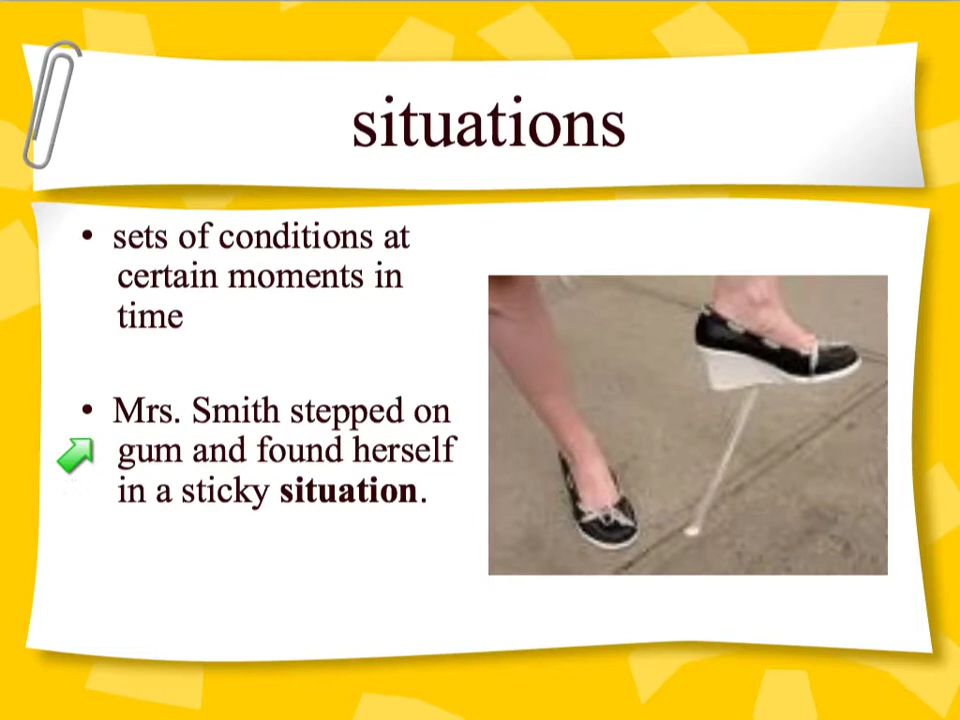 situations
• sets of conditions at
certain moments in
time
• Mrs. Smith stepped on
gum and found herself
in a sticky situation.